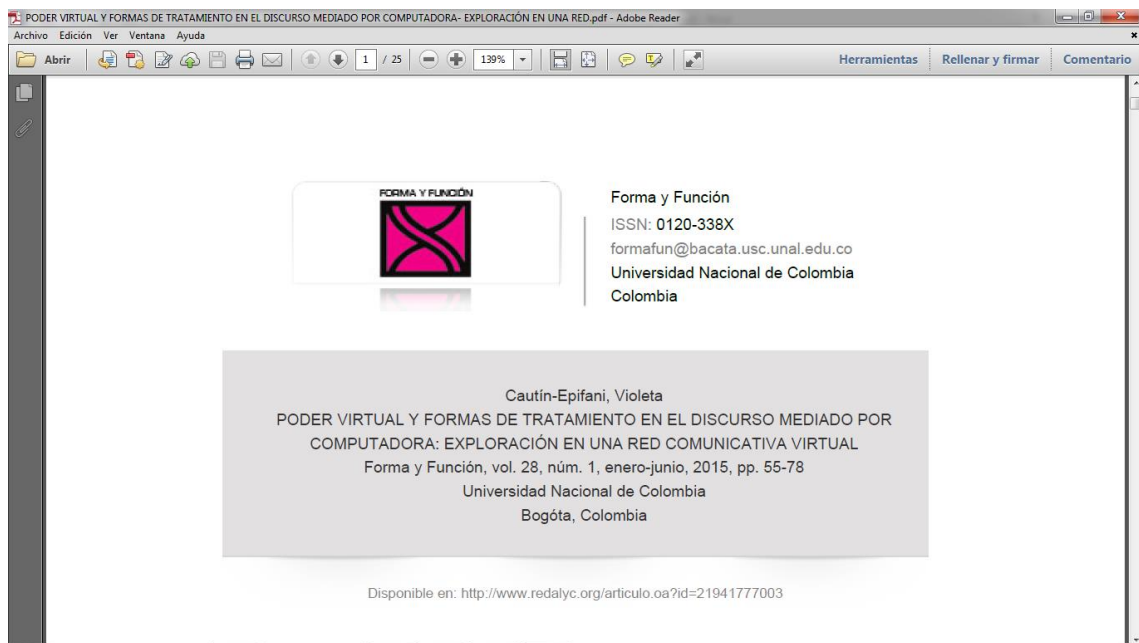 PODER VIRTUAL Y FORMAS DE TRATAMIENTO EN EL DISCURSO MEDIADO POR COMPUTADORA- EXPLORACIÓN EN UNA RED.pdf - Adobe Reader
Archivo Edición Ver Ventana Ayuda
Abrir 1 / 25 139% Herramientas Rellenar y firmar Comentario
FORMA Y FUNCIÓN
Forma y Función
ISSN: 0120-338X
formafun@bacata.usc.unal.edu.co
Universidad Nacional de Colombia
Colombia
Cautín-Epifani, Violeta
PODER VIRTUAL Y FORMAS DE TRATAMIENTO EN EL DISCURSO MEDIADO POR
COMPUTADORA: EXPLORACIÓN EN UNA RED COMUNICATIVA VIRTUAL
Forma y Función, vol. 28, núm. 1, enero-junio, 2015, pp. 55-78
Universidad Nacional de Colombia
Bogóta, Colombia
Disponible en: http://www.redalyc.org/articulo.oa?id=21941777003